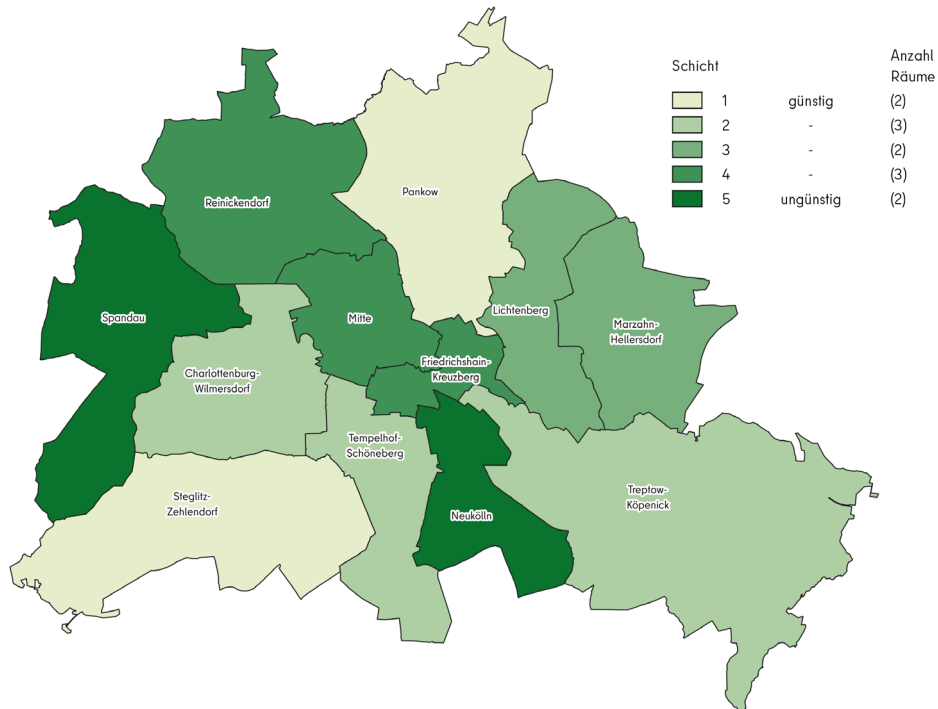 Anzahl
Räume
Schicht
1 günstig (2)
2 - (3)
3 - (2)
4 - (3)
5 ungünstig (2)
Pankow
Reinickendorf
Spandau
Mitte
Lichtenberg
Marzahn-
Hellersdorf
Friedrichshain-
Kreuzberg
Charlottenburg-
Wilmersdorf
Tempelhof-
Schöneberg
Steglitz-
Zehlendorf
Neukölln
Treptow-
Köpenick